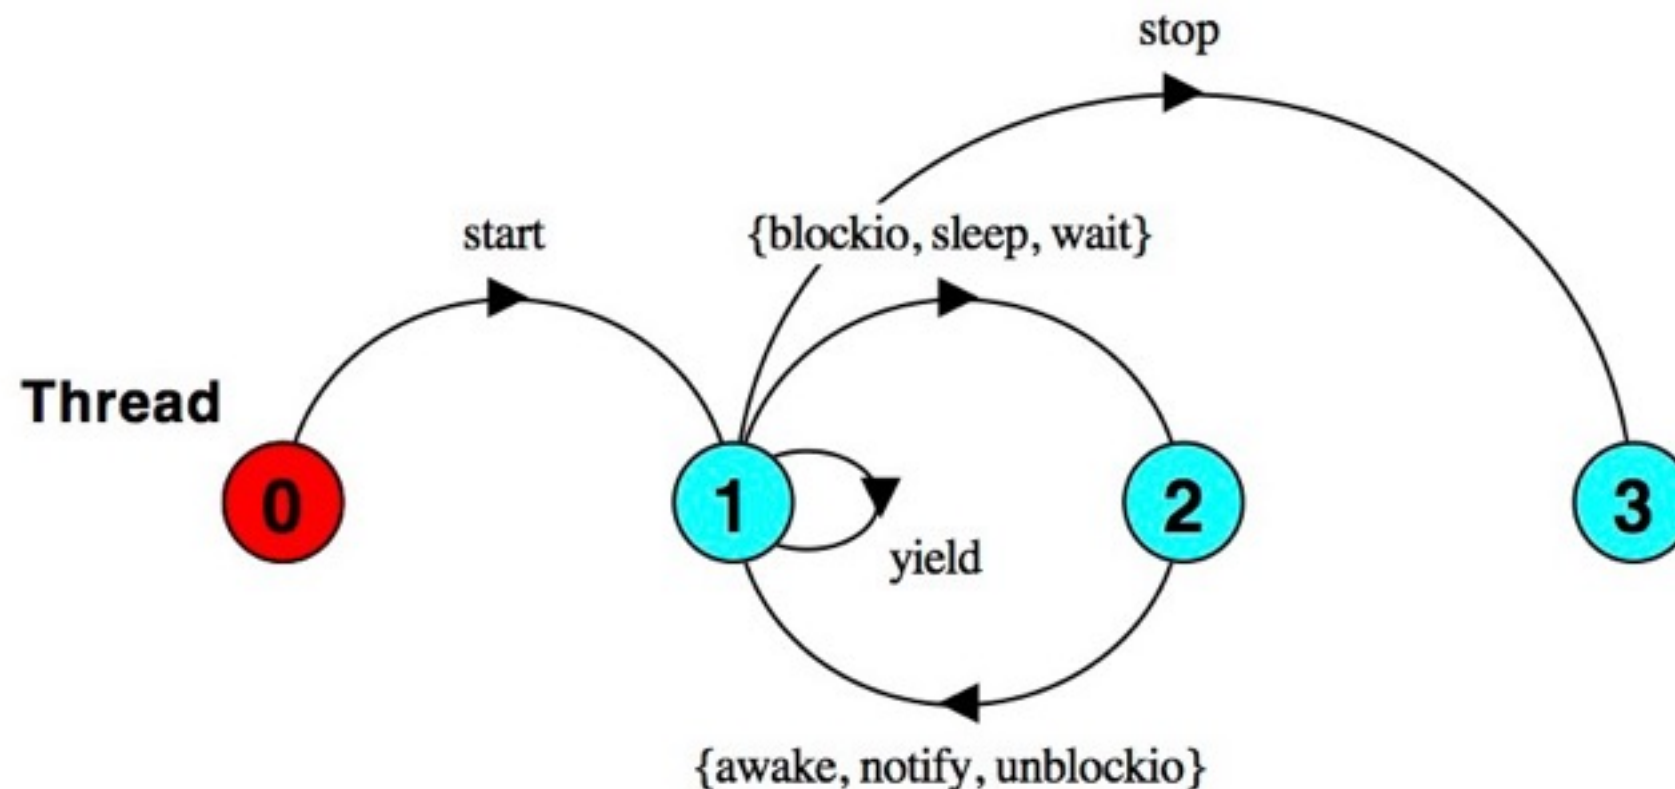 stop
start
{blockio, sleep, wait}
Thread
0
1
2
3
yield
{awake, notify, unblockio}